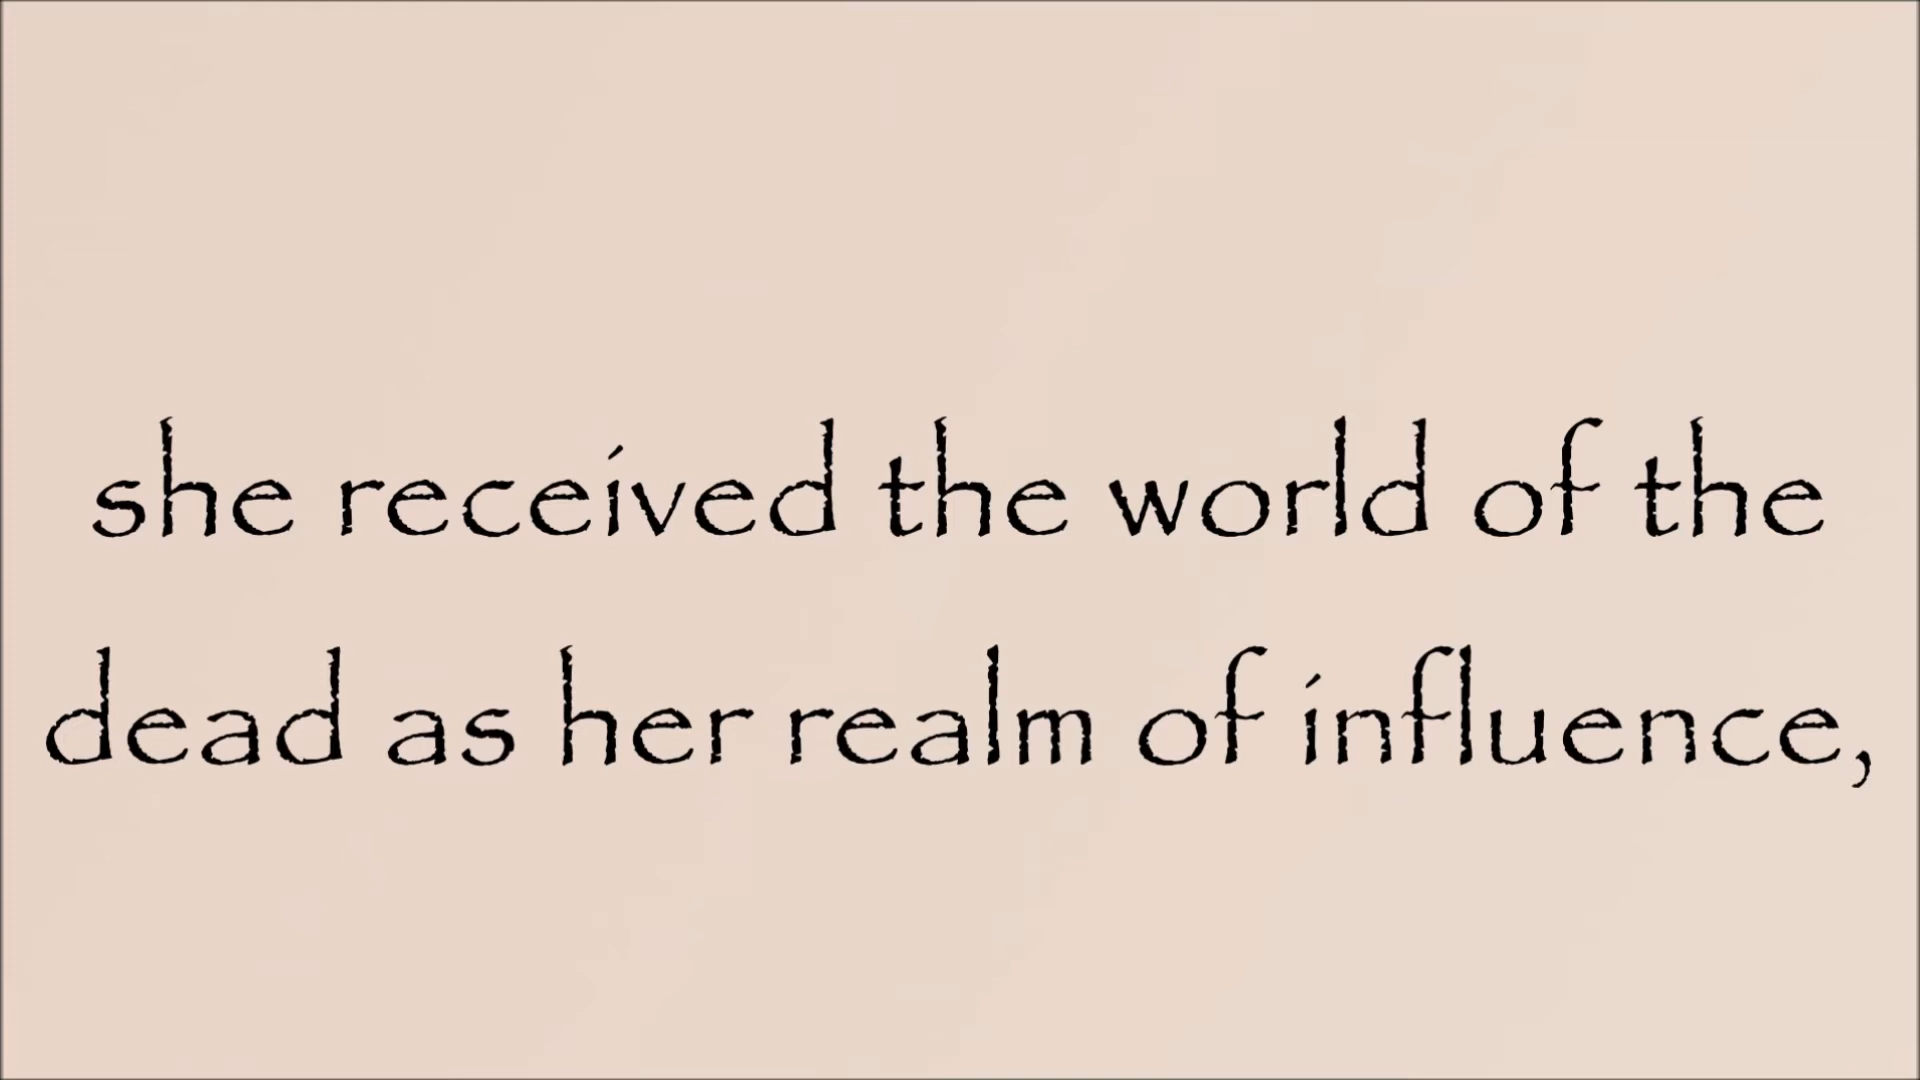 she received the world of the
dead as her realm of influence,